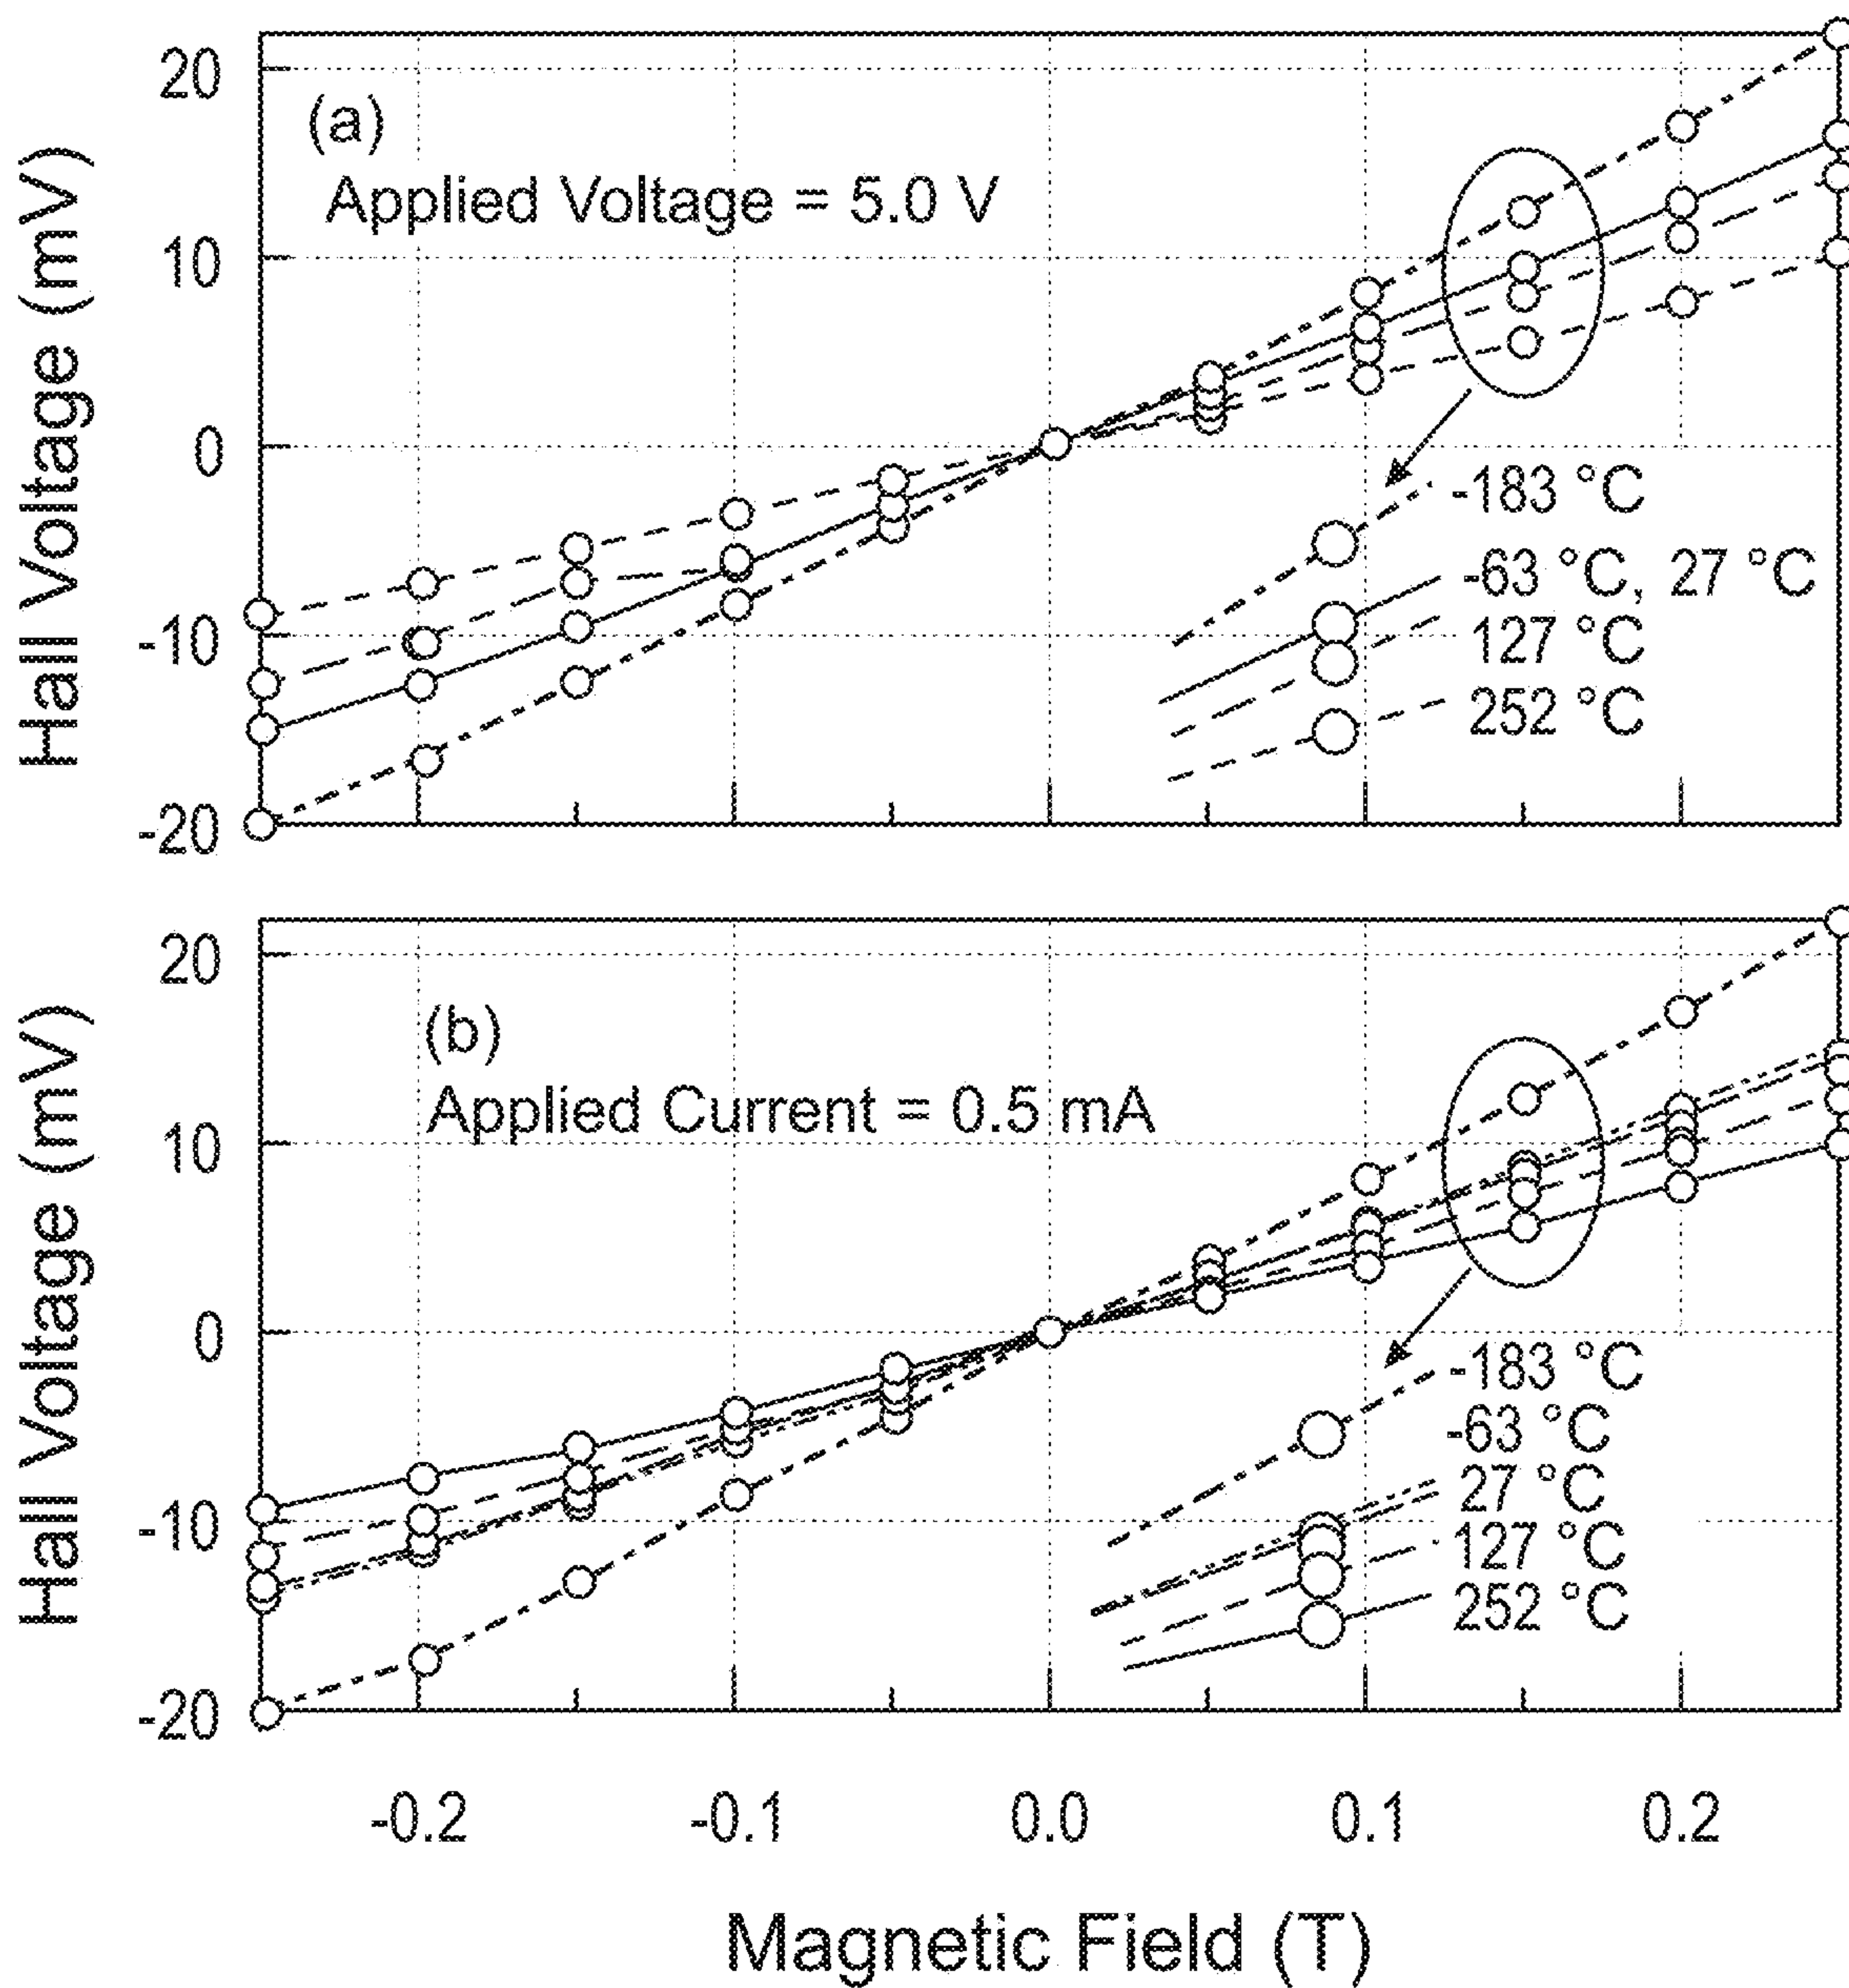 20
10
0
-10
-20
Hall Voltage (mV)
(a)
Applied Voltage = 5.0 V
-183 °C
-63 °C, 27 °C
127 °C
252 °C
20
10
0
-10
-20
Hall Voltage (mV)
(b)
Applied Current = 0.5 mA
-183 °C
-63 °C
27 °C
127 °C
252 °C
-0.2 -0.1 0.0 0.1 0.2
Magnetic Field (T)